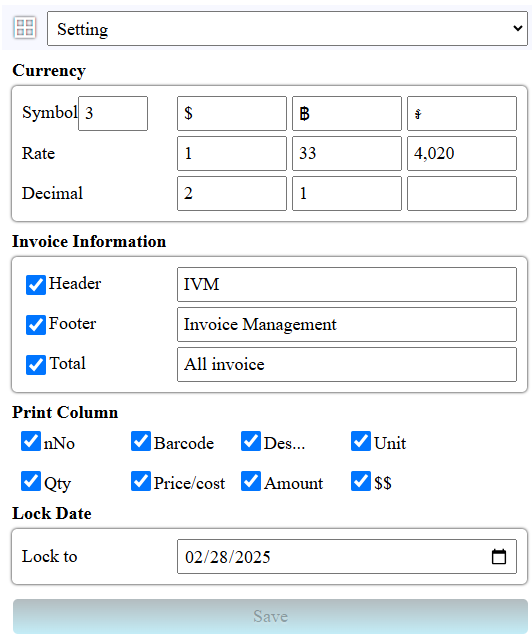 Setting
Currency
Symbol 3 $ ฿ ៛
Rate 1 33 4,020
Decimal 2 1
Invoice Information
Header IVM
Footer Invoice Management
Total All invoice
Print Column
nNo Barcode Des... Unit
Qty Price/cost Amount $$
Lock Date
Lock to 02/28/2025
Save